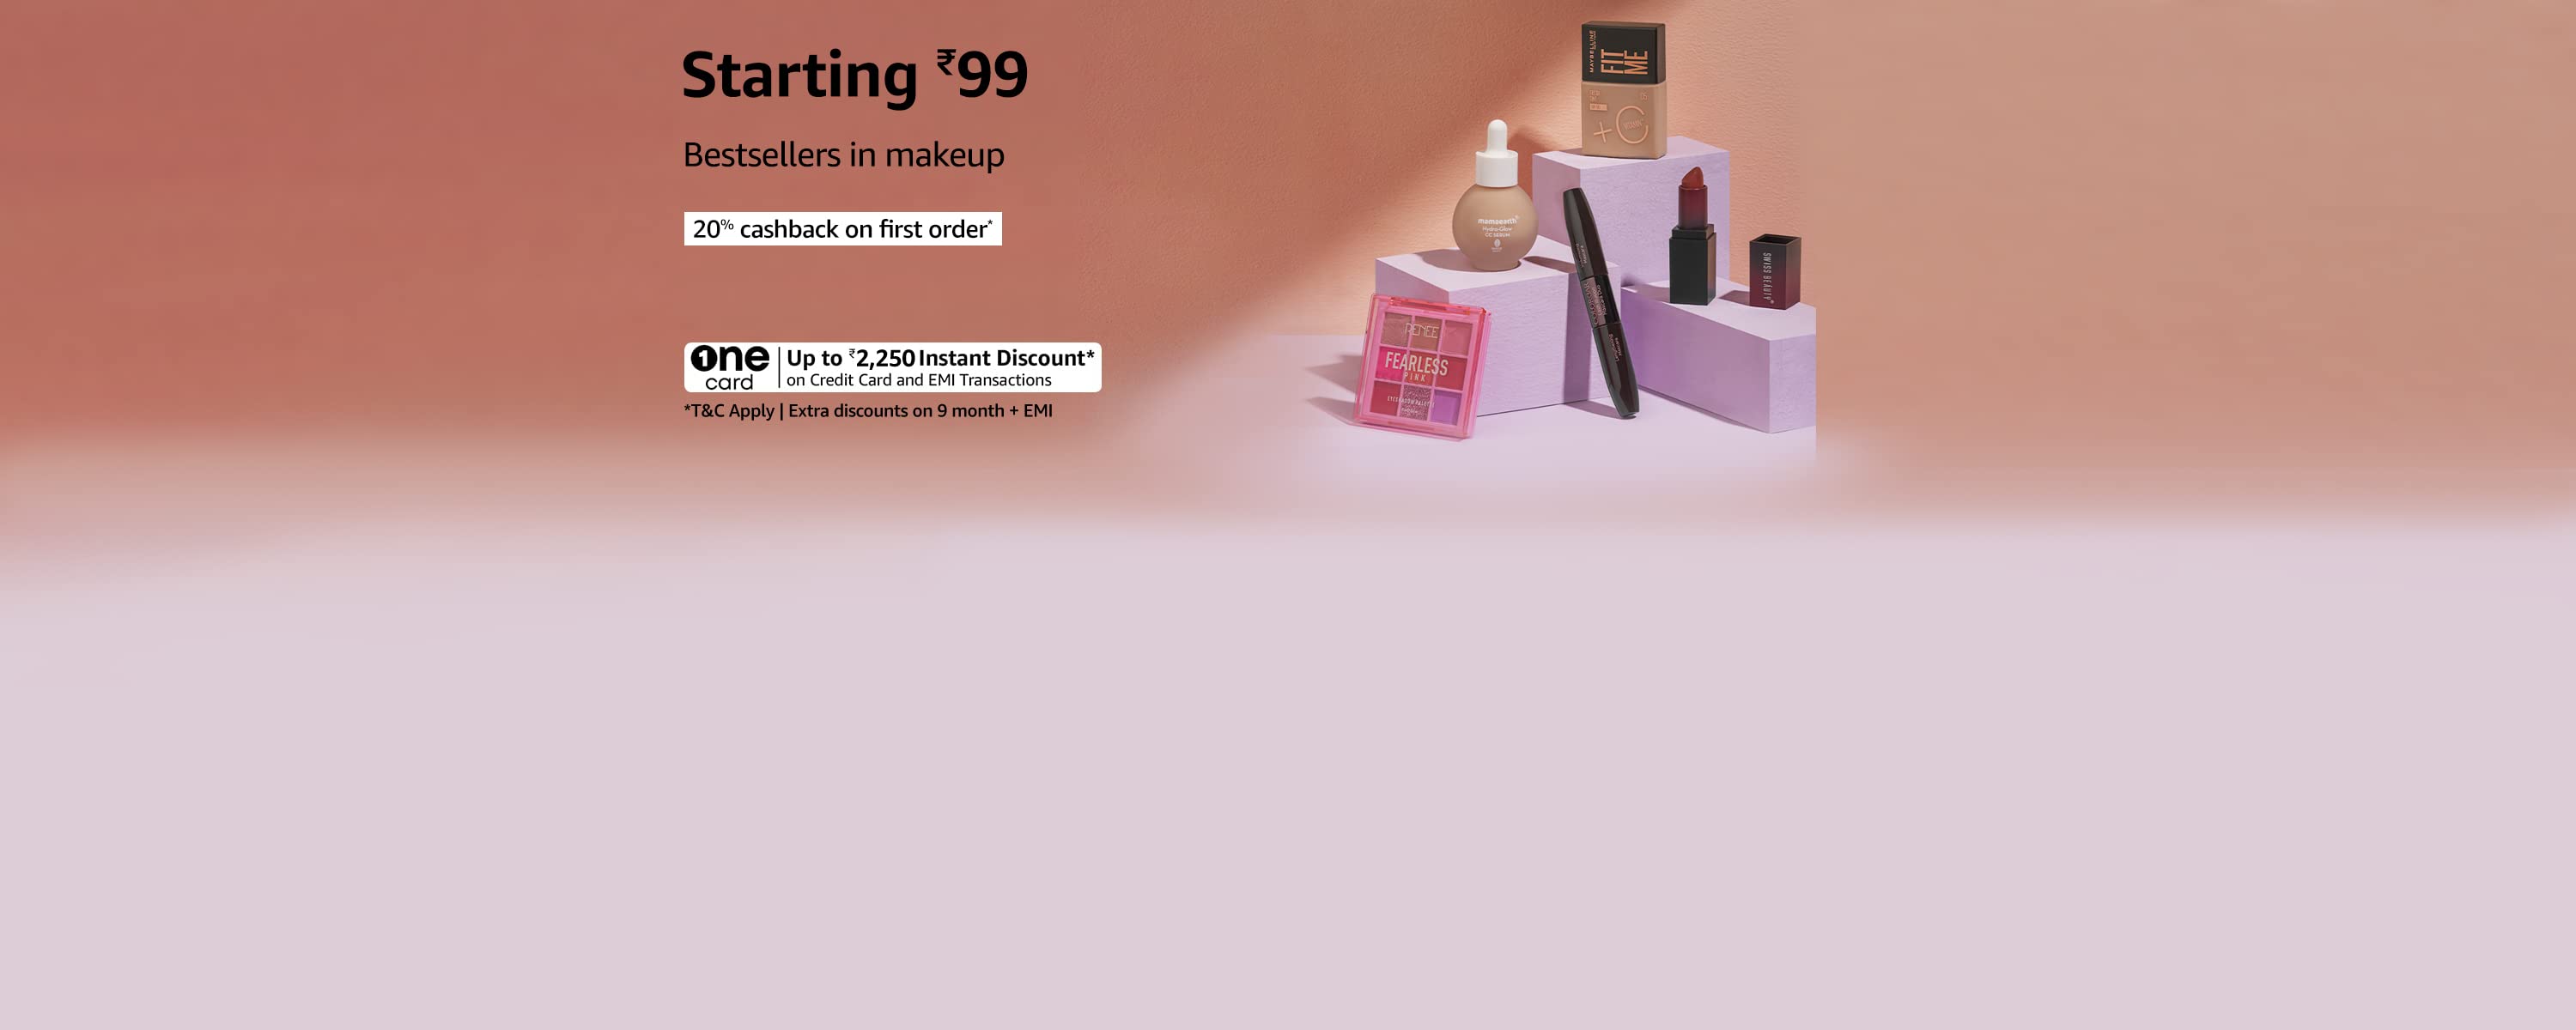 Starting ₹99
Bestsellers in makeup
20% cashback on first order*
one card
Up to ₹2,250 Instant Discount*
on Credit Card and EMI Transactions
*T&C Apply | Extra discounts on 9 month + EMI
MAYBELLINE
FIT ME
+C
mamaearth
Hydra-Glow
CC SERUM
SWISS BEAUTY
RENEE
FEARLESS
PINK
EYESHADOW PALETTE